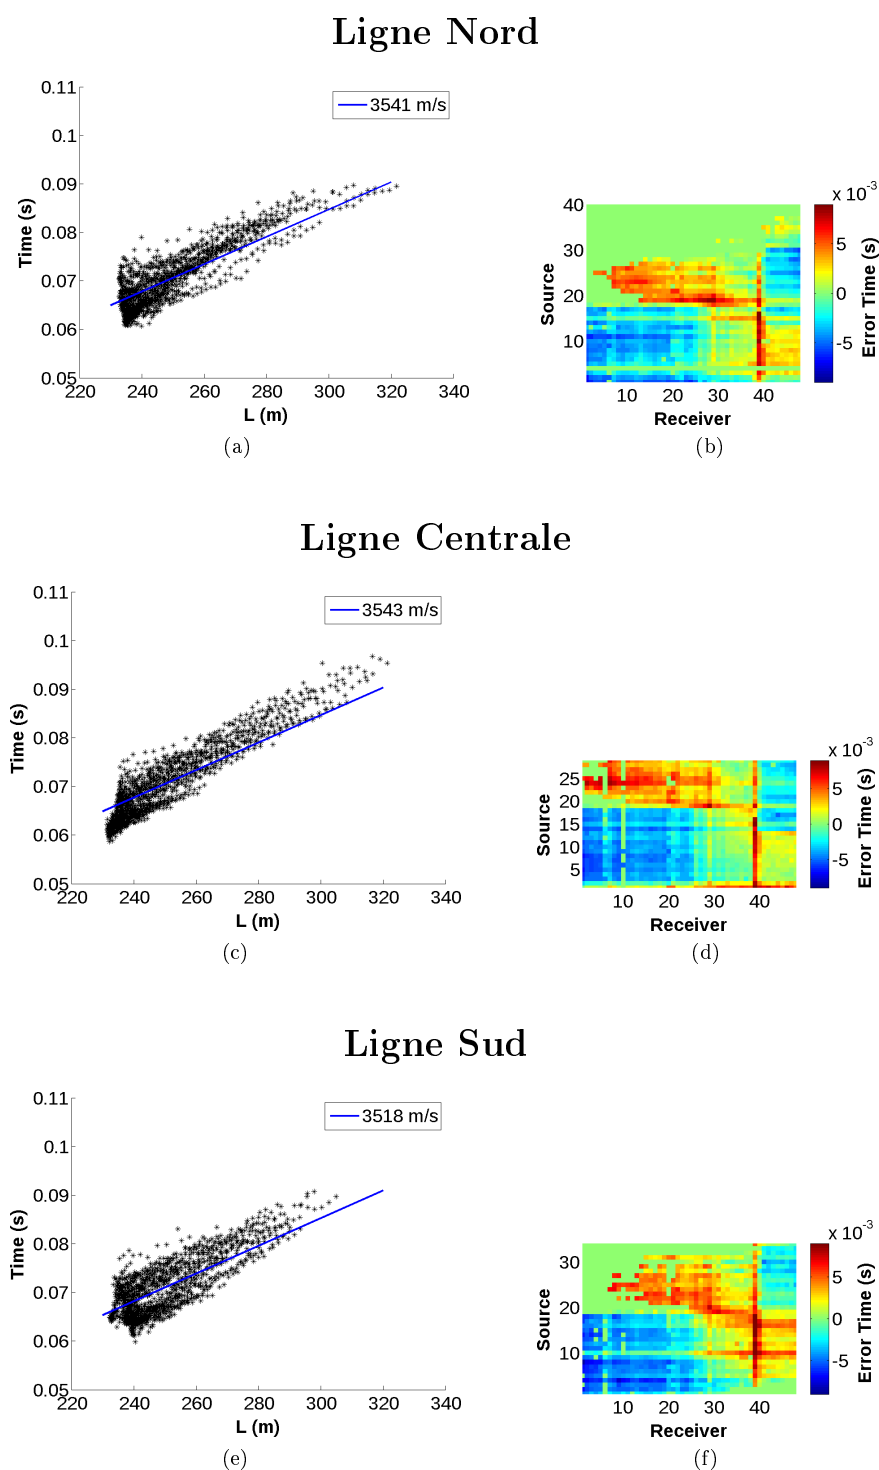 Ligne Nord
0.11
0.1
0.09
0.08
0.07
0.06
0.05
Time (s)
3541 m/s
220 240 260 280 300 320 340
L (m)
(a)
40
30
20
10
Source
10 20 30 40
Receiver
x 10-3
5
0
-5
Error Time (s)
(b)
Ligne Centrale
0.11
0.1
0.09
0.08
0.07
0.06
0.05
Time (s)
3543 m/s
220 240 260 280 300 320 340
L (m)
(c)
25
20
15
10
5
Source
10 20 30 40
Receiver
x 10-3
5
0
-5
Error Time (s)
(d)
Ligne Sud
0.11
0.1
0.09
0.08
0.07
0.06
0.05
Time (s)
3518 m/s
220 240 260 280 300 320 340
L (m)
(e)
30
20
10
Source
10 20 30 40
Receiver
x 10-3
5
0
-5
Error Time (s)
(f)